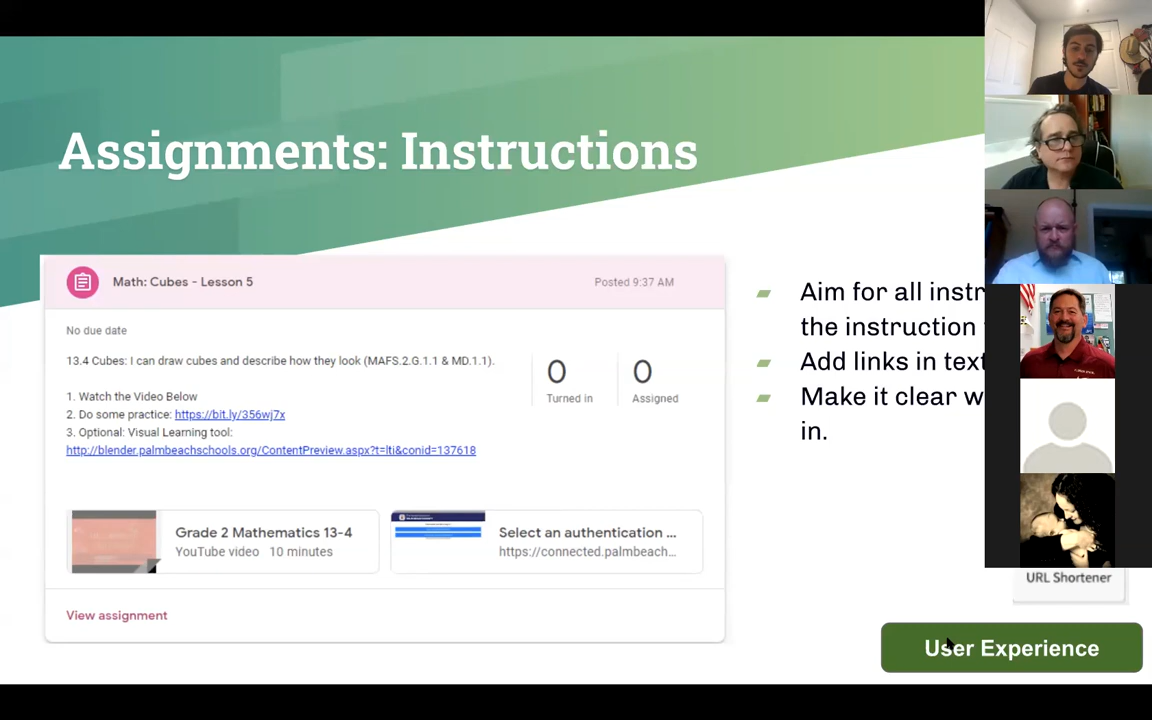 Assignments: Instructions
Math: Cubes - Lesson 5
Posted 9:37 AM
No due date
13.4 Cubes: I can draw cubes and describe how they look (MAFS.2.G.1.1 & MD.1.1).
1. Watch the Video Below
2. Do some practice: https://bit.ly/356wj7x
3. Optional: Visual Learning tool:
http://blender.palmbeachschools.org/ContentPreview.aspx?t=lti&conid=137618
0
Turned in
0
Assigned
Grade 2 Mathematics 13-4
YouTube video 10 minutes
Select an authentication ...
https://connected.palmbeach...
View assignment
Aim for all instr
the instruction
Add links in text
Make it clear w
in.
URL Shortener
User Experience